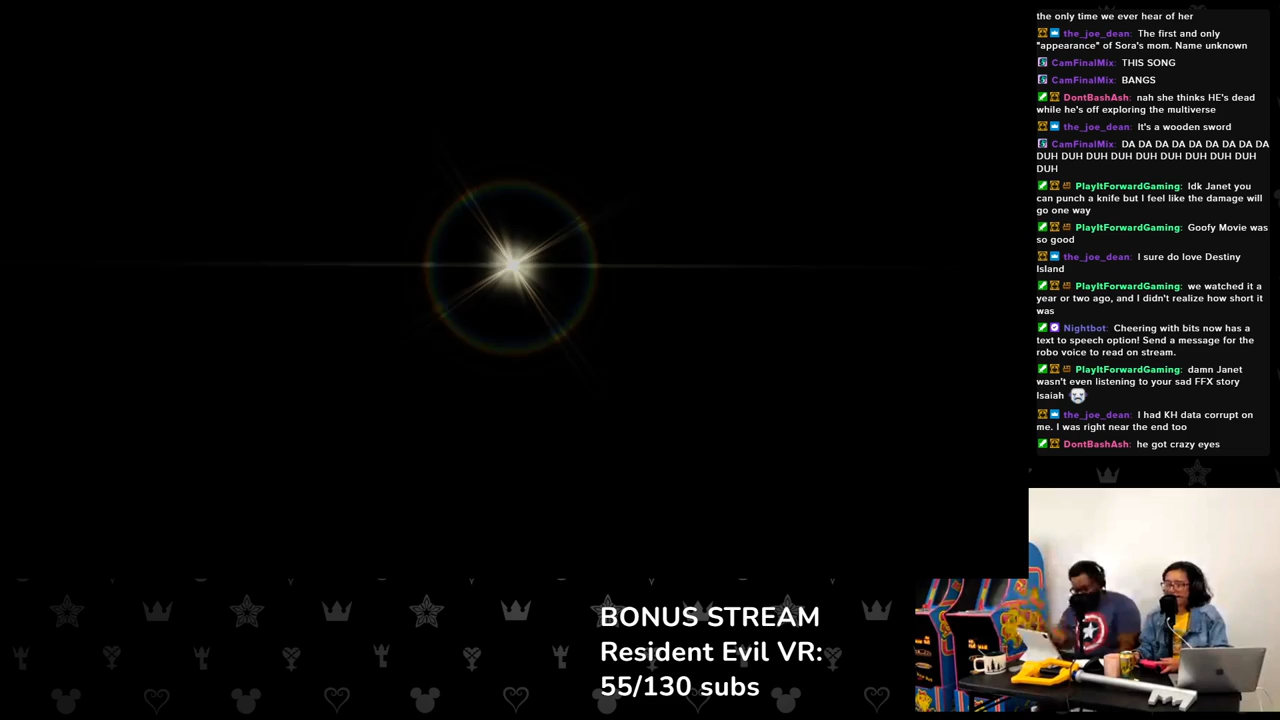 the only time we ever hear of her
the_joe_dean: The first and only
"appearance" of Sora's mom. Name unknown
CamFinalMix: THIS SONG
CamFinalMix: BANGS
DontBashAsh: nah she thinks HE's dead
while he's off exploring the multiverse
the_joe_dean: It's a wooden sword
CamFinalMix: DA DA DA DA DA DA DA DA DA
DUH DUH DUH DUH DUH DUH DUH DUH DUH
DUH
PlayItForwardGaming: Idk Janet you
can punch a knife but I feel like the damage will
go one way
PlayItForwardGaming: Goofy Movie was
so good
the_joe_dean: I sure do love Destiny
Island
PlayItForwardGaming: we watched it a
year or two ago, and I didn't realize how short it
was
Nightbot: Cheering with bits now has a
text to speech option! Send a message for the
robo voice to read on stream.
PlayItForwardGaming: damn Janet
wasn't even listening to your sad FFX story
Isaiah
the_joe_dean: I had KH data corrupt on
me. I was right near the end too
DontBashAsh: he got crazy eyes
BONUS STREAM
Resident Evil VR:
55/130 subs